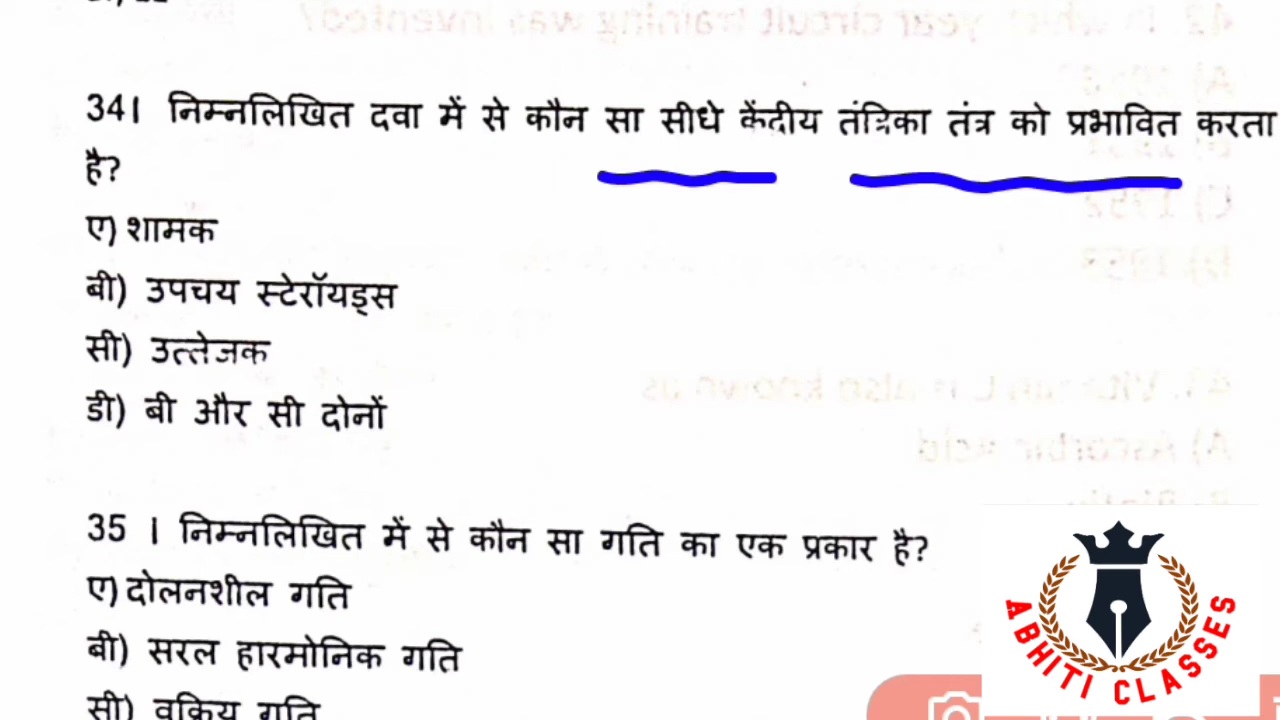 34। निम्नलिखित दवा में से कौन सा सीधे केंद्रीय तंत्रिका तंत्र को प्रभावित करता
है?
ए) शामक
बी) उपचय स्टेरॉयड्स
सी) उत्तेजक
डी) बी और सी दोनों
35 । निम्नलिखित में से कौन सा गति का एक प्रकार है?
ए) दोलनशील गति
बी) सरल हारमोनिक गति
सी) वक्रिय गति
ABHITI CLASSES